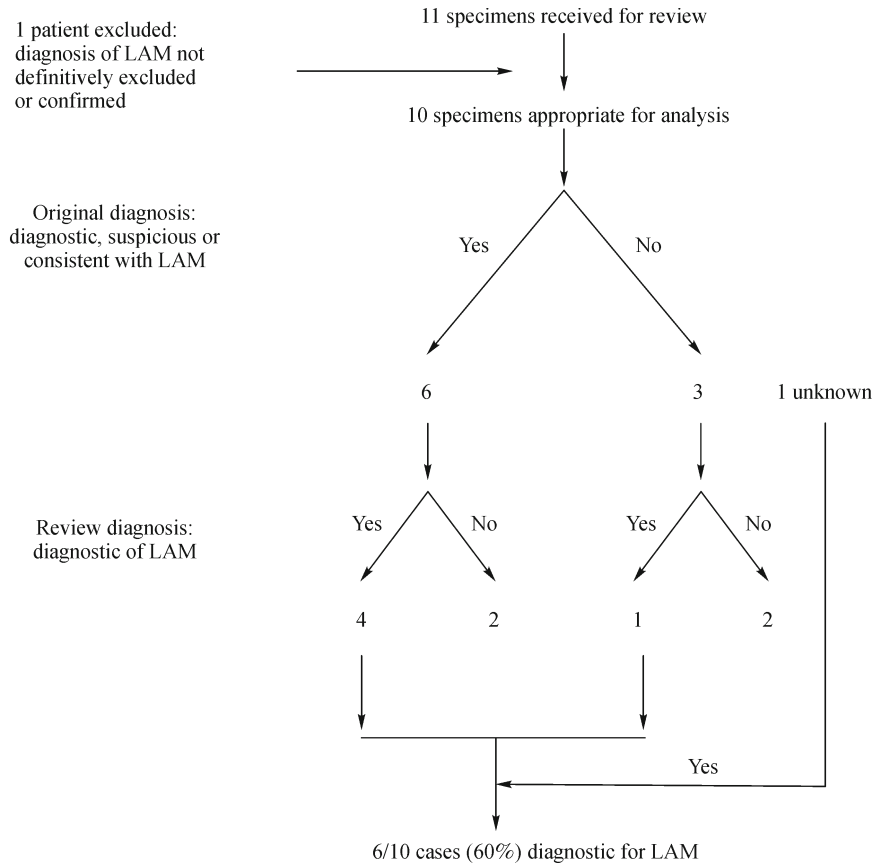 11 specimens received for review
1 patient excluded:
diagnosis of LAM not
definitively excluded
or confirmed
10 specimens appropriate for analysis
Original diagnosis:
diagnostic, suspicious or
consistent with LAM
Yes
No
6
3
1 unknown
Review diagnosis:
diagnostic of LAM
Yes
No
Yes
No
4
2
1
2
Yes
6/10 cases (60%) diagnostic for LAM